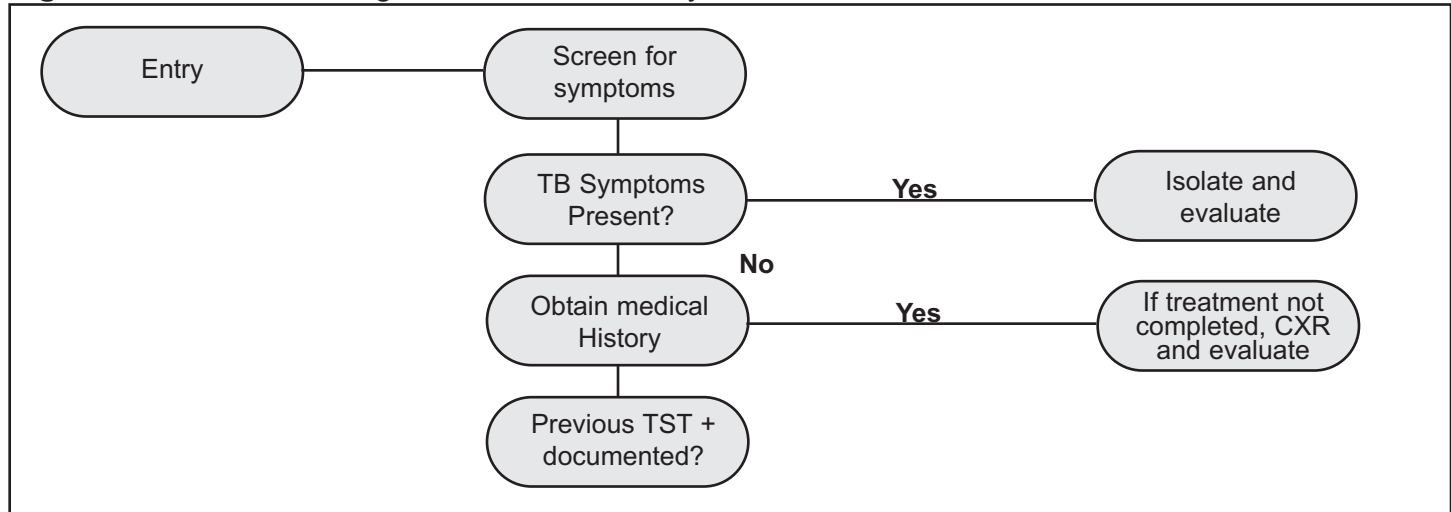 Entry
Screen for
symptoms
TB Symptoms
Present?
Yes
Isolate and
evaluate
No
Obtain medical
History
Yes
If treatment not
completed, CXR
and evaluate
Previous TST +
documented?